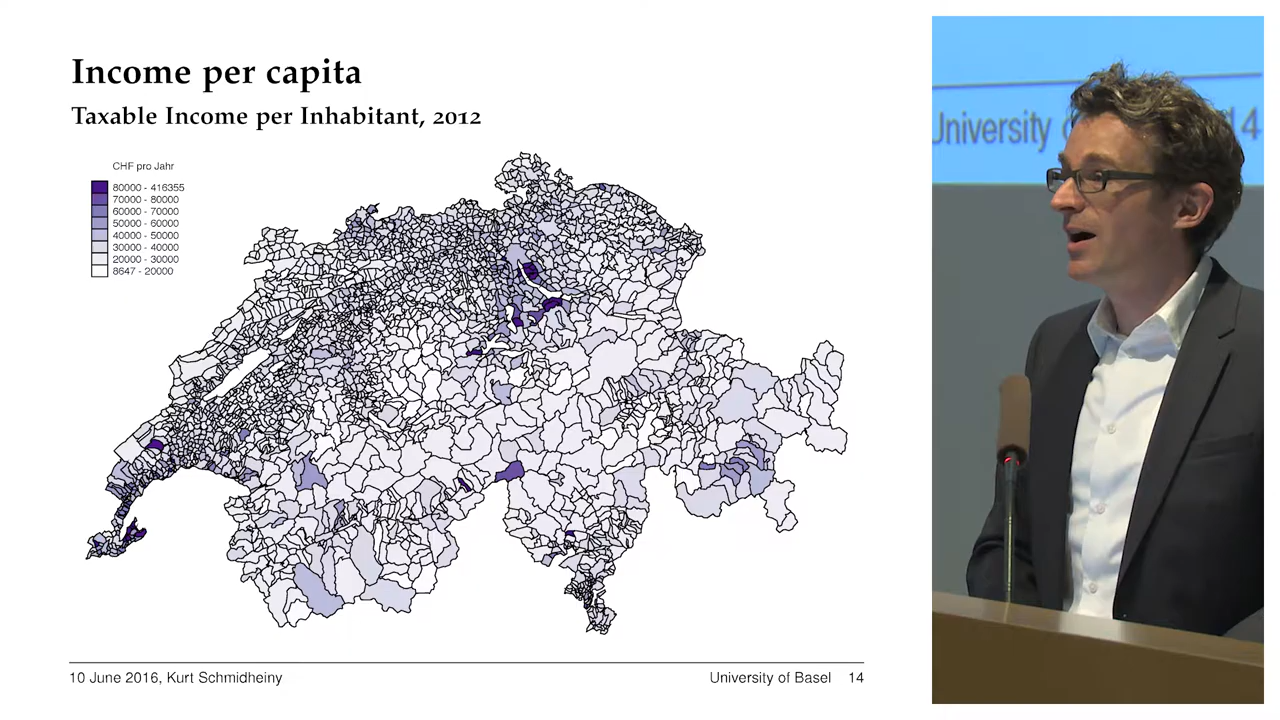 Income per capita
Taxable Income per Inhabitant, 2012
CHF pro Jahr
80000 - 416355
70000 - 80000
60000 - 70000
50000 - 60000
40000 - 50000
30000 - 40000
20000 - 30000
8647 - 20000
10 June 2016, Kurt Schmidheiny
University of Basel 14
University
14